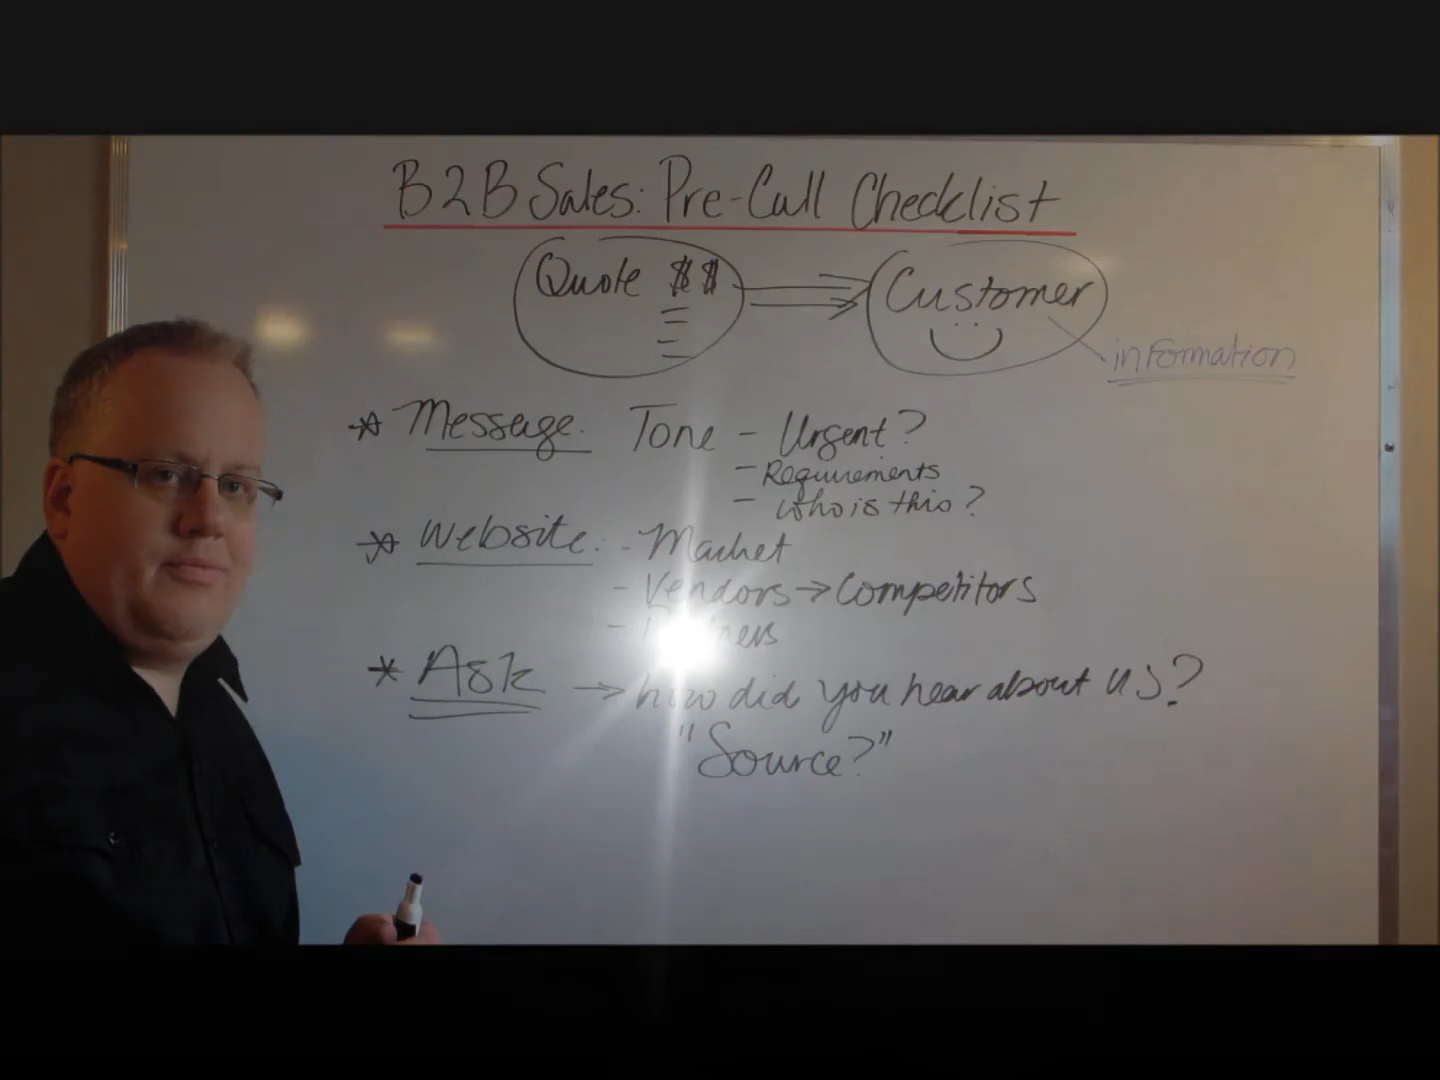 B2B Sales: Pre-Call Checklist
Quote $$
Customer
information
* Message. Tone - Urgent?
- Requirements
- Who is this?
* Website: - Market
- Vendors → Competitors
-
* Ask → how did you hear about us?
"Source?"